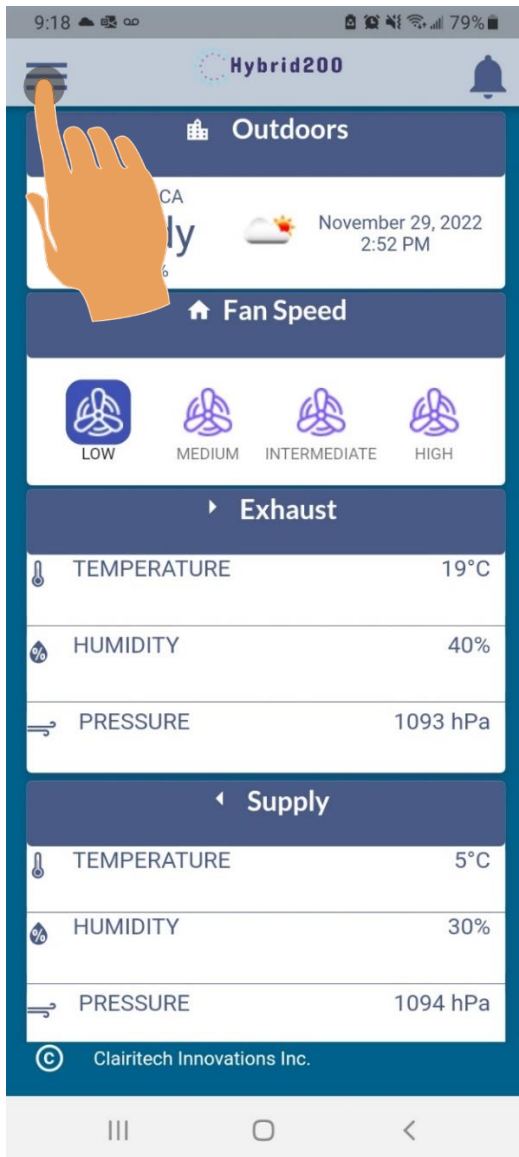 9:18 79%
Hybrid200
Outdoors
CA
November 29, 2022
2:52 PM
Fan Speed
LOW MEDIUM INTERMEDIATE HIGH
Exhaust
TEMPERATURE 19°C
HUMIDITY 40%
PRESSURE 1093 hPa
Supply
TEMPERATURE 5°C
HUMIDITY 30%
PRESSURE 1094 hPa
© Clairitech Innovations Inc.